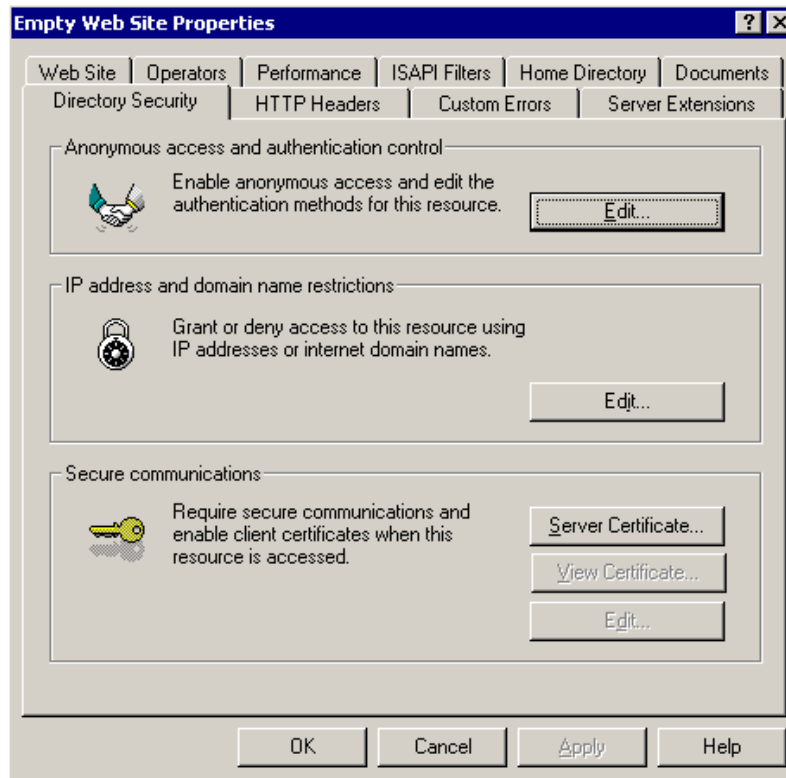 Empty Web Site Properties
Web Site Operators Performance ISAPI Filters Home Directory Documents
Directory Security HTTP Headers Custom Errors Server Extensions
Anonymous access and authentication control
Enable anonymous access and edit the
authentication methods for this resource.
Edit...
IP address and domain name restrictions
Grant or deny access to this resource using
IP addresses or internet domain names.
Edit...
Secure communications
Require secure communications and
enable client certificates when this
resource is accessed.
Server Certificate...
View Certificate...
Edit...
OK Cancel Apply Help